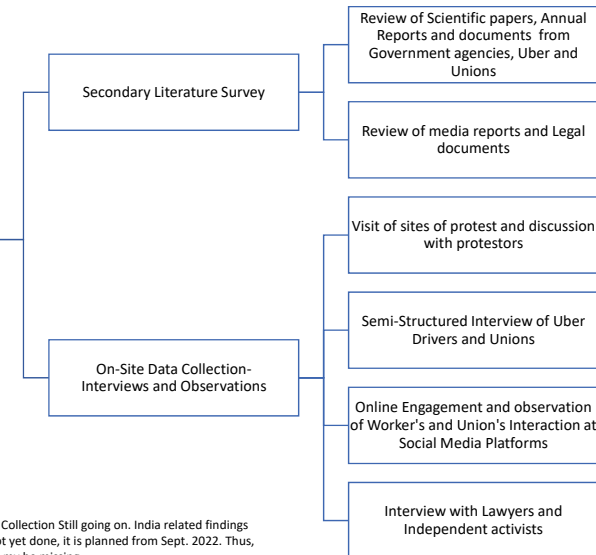 Review of Scientific papers, Annual
Reports and documents from
Government agencies, Uber and
Unions
Secondary Literature Survey
Review of media reports and Legal
documents
Visit of sites of protest and discussion
with protestors
Semi-Structured Interview of Uber
Drivers and Unions
On-Site Data Collection-
Interviews and Observations
Online Engagement and observation
of Worker's and Union's Interaction at
Social Media Platforms
Interview with Lawyers and
Independent activists
Collection Still going on. India related findings
yet done, it is planned from Sept. 2022. Thus,
be missing